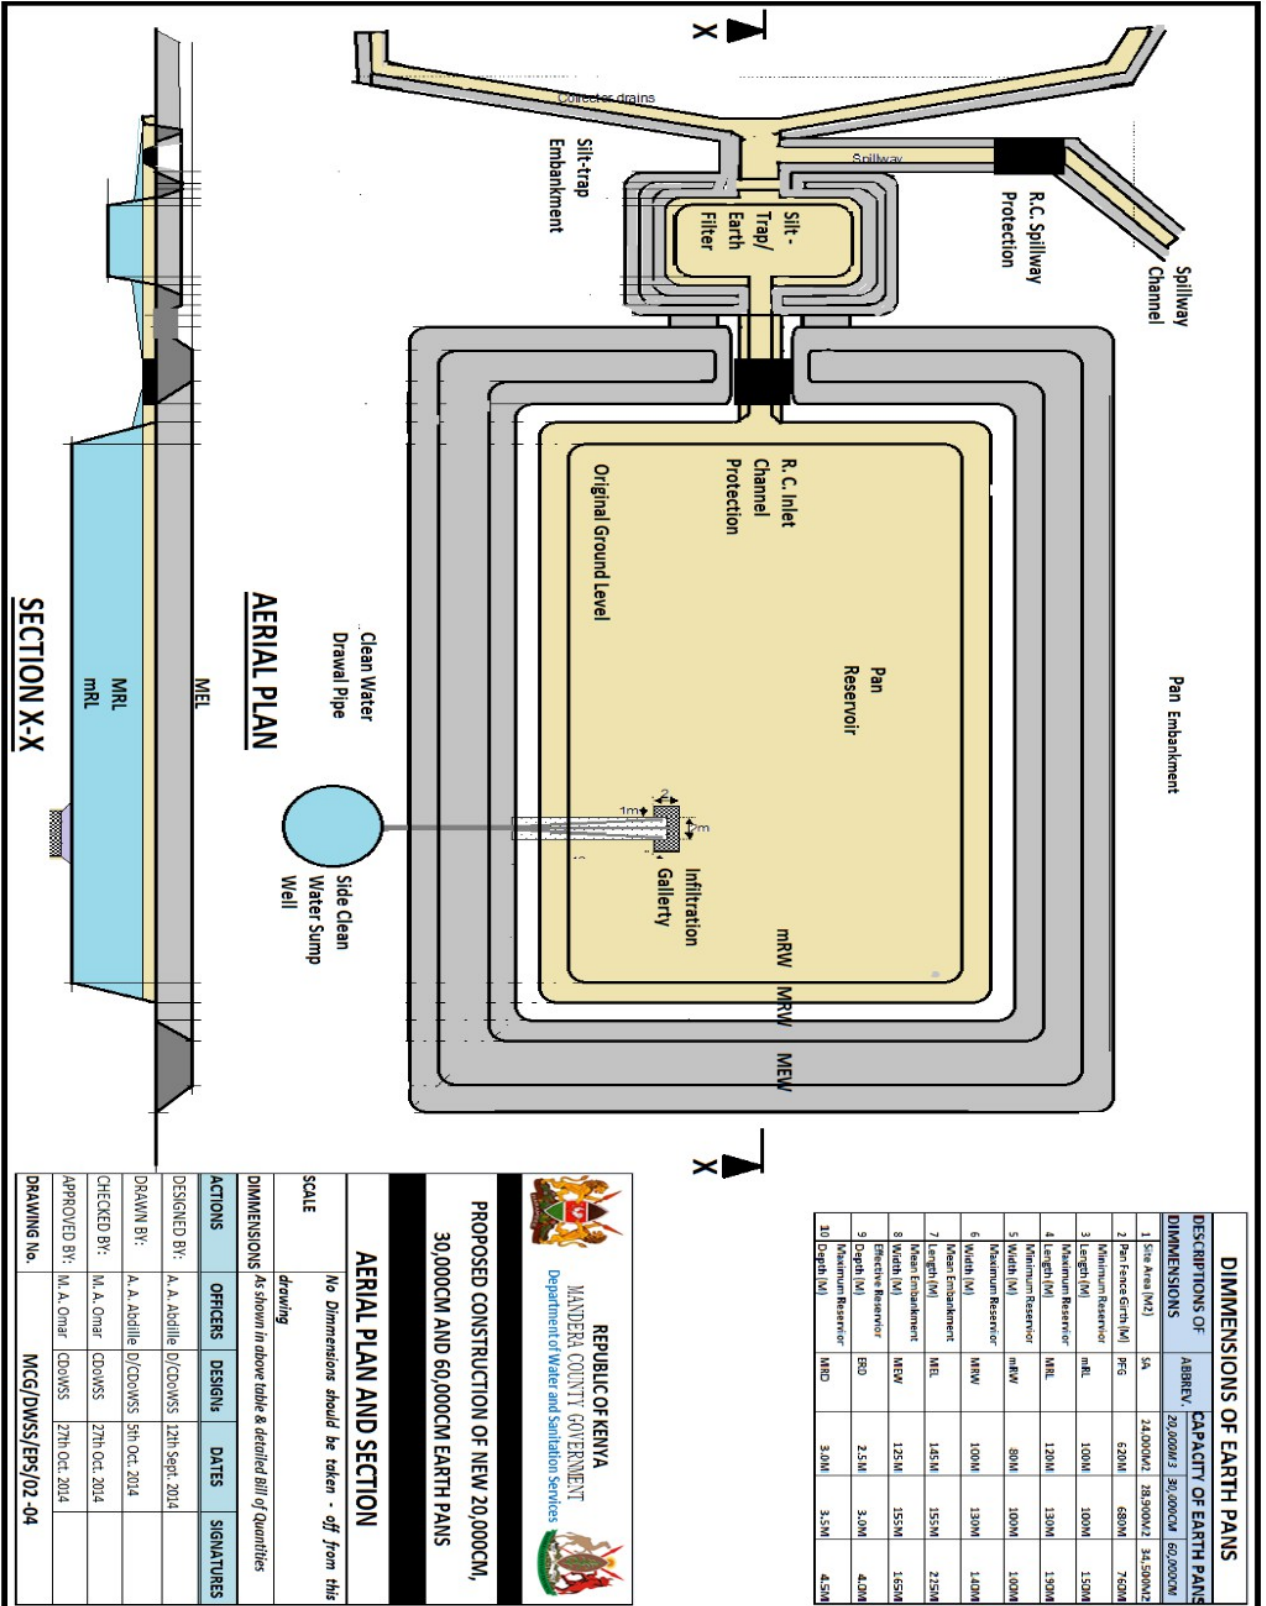 X
Collector drains
Silt-trap
Embankment
Spillway
R.C. Spillway
Protection
Spillway
Channel
Silt -
Trap/
Earth
Filter
R. C. Inlet
Channel
Protection
Original Ground Level
Pan
Reservoir
Pan Embankment
2
1m
2m
Infiltration
Gallerty
mRW MRW MEW
X
Clean Water
Drawal Pipe
Side Clean
Water Sump
Well
AERIAL PLAN
MEL
MRL
mRL
SECTION X-X
DIMMENSIONS OF EARTH PANS
DESCRIPTIONS OF DIMMENSIONS ABBREV. CAPACITY OF EARTH PANS
20,000M3 30,000CM 60,000CM
1 Site Area (M2) SA 24,000M2 28,900M2 34,500M2
2 Pan Fence Girth (M) PFG 620M 680M 760M
Minimum Reservior
3 Length (M) mRL 100M 100M 150M
Maximum Reservior
4 Length (M) MRL 120M 130M 190M
Minimum Reservior
5 Width (M) mRW 80M 100M 100M
Maximum Reservior
6 Width (M) MRW 100M 130M 140M
Mean Embankment
7 Length (M) MEL 145M 155M 225M
Mean Embankment
8 Width (M) MEW 125M 155M 165M
Effective Reservior
9 Depth (M) ERD 2.5M 3.0M 4.0M
Maximum Reservior
10 Depth (M) MRD 3.0M 3.5M 4.5M
REPUBLIC OF KENYA
MANDERA COUNTY GOVERNMENT
Department of Water and Sanitation Services
PROPOSED CONSTRUCTION OF NEW 20,000CM,
30,000CM AND 60,000CM EARTH PANS
AERIAL PLAN AND SECTION
SCALE No Dimmensions should be taken - off from this
drawing
DIMMENSIONS As shown in above table & detailed Bill of Quantities
ACTIONS OFFICERS DESIGNs DATES SIGNATURES
DESIGNED BY: A. A. Abdille D/CDoWSS 12th Sept. 2014
DRAWN BY: A. A. Abdille D/CDoWSS 5th Oct. 2014
CHECKED BY: M. A. Omar CDoWSS 27th Oct. 2014
APPROVED BY: M. A. Omar CDoWSS 27th Oct. 2014
DRAWING No. MCG/DWSS/EPS/02 -04